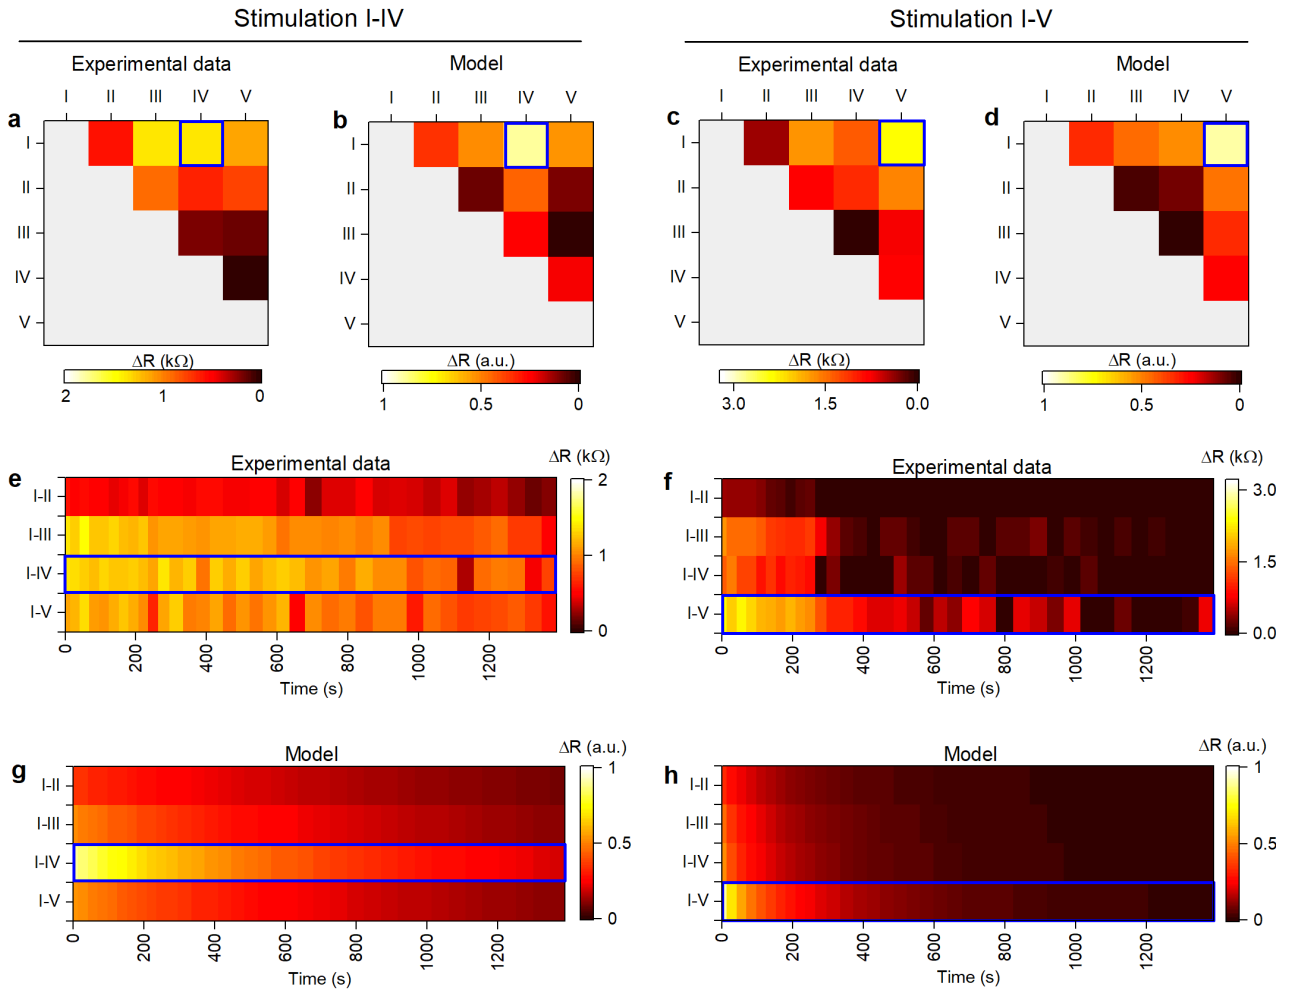 Stimulation I-IV
Stimulation I-V
Experimental data
Model
Experimental data
Model
I II III IV V
I II III IV V
I II III IV V
I II III IV V
a
b
c
d
I
II
III
IV
V
I
II
III
IV
V
I
II
III
IV
V
I
II
III
IV
V
ΔR (kΩ)
2 1 0
ΔR (a.u.)
1 0.5 0
ΔR (kΩ)
3.0 1.5 0.0
ΔR (a.u.)
1 0.5 0
e
Experimental data
ΔR (kΩ)
I-II
I-III
I-IV
I-V
2
1
0
0 200 400 600 800 1000 1200
Time (s)
f
Experimental data
ΔR (kΩ)
I-II
I-III
I-IV
I-V
3.0
1.5
0.0
0 200 400 600 800 1000 1200
Time (s)
g
Model
ΔR (a.u.)
I-II
I-III
I-IV
I-V
1
0.5
0
0 200 400 600 800 1000 1200
Time (s)
h
Model
ΔR (a.u.)
I-II
I-III
I-IV
I-V
1
0.5
0
0 200 400 600 800 1000 1200
Time (s)